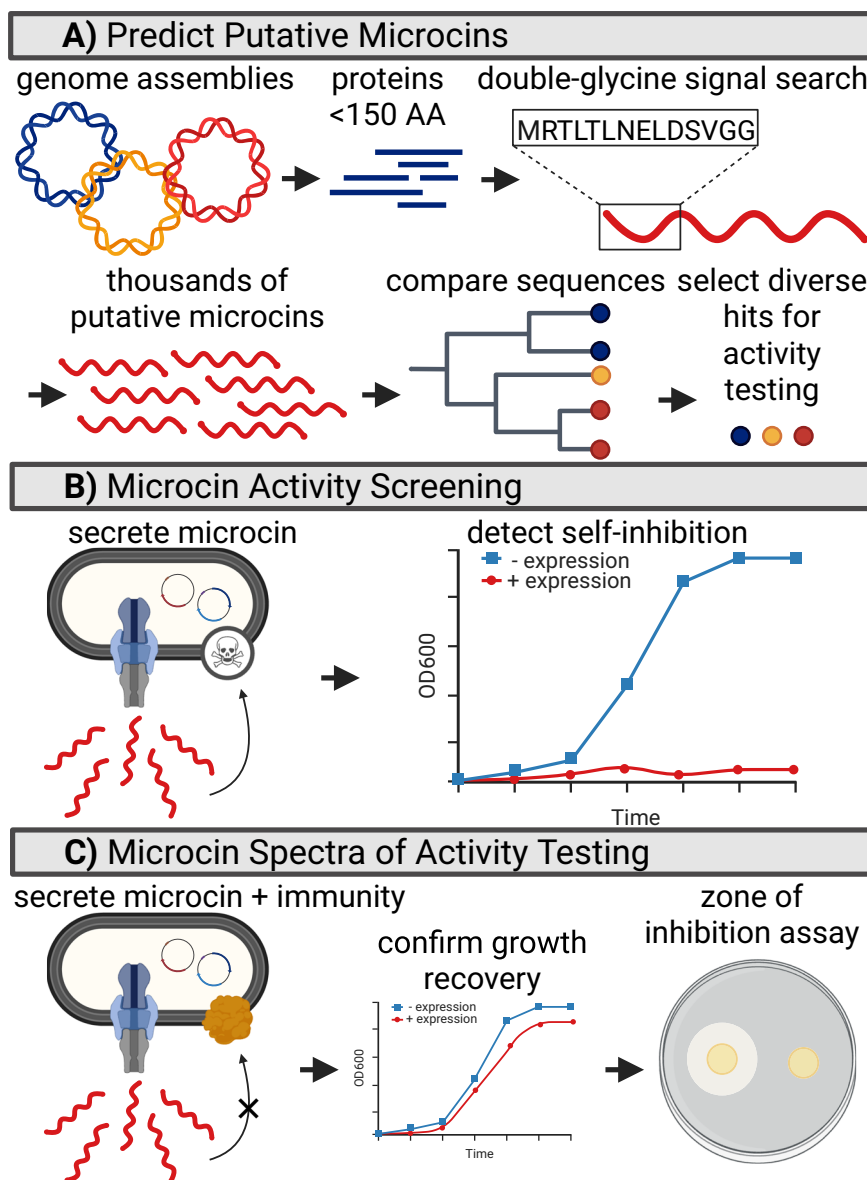 A) Predict Putative Microcins
genome assemblies
proteins
<150 AA
double-glycine signal search
MRTLTLNELDSVGG
thousands of
putative microcins
compare sequences
select diverse
hits for
activity
testing
B) Microcin Activity Screening
secrete microcin
detect self-inhibition
- expression
+ expression
OD600
Time
C) Microcin Spectra of Activity Testing
secrete microcin + immunity
confirm growth
recovery
- expression
+ expression
OD600
Time
zone of
inhibition assay